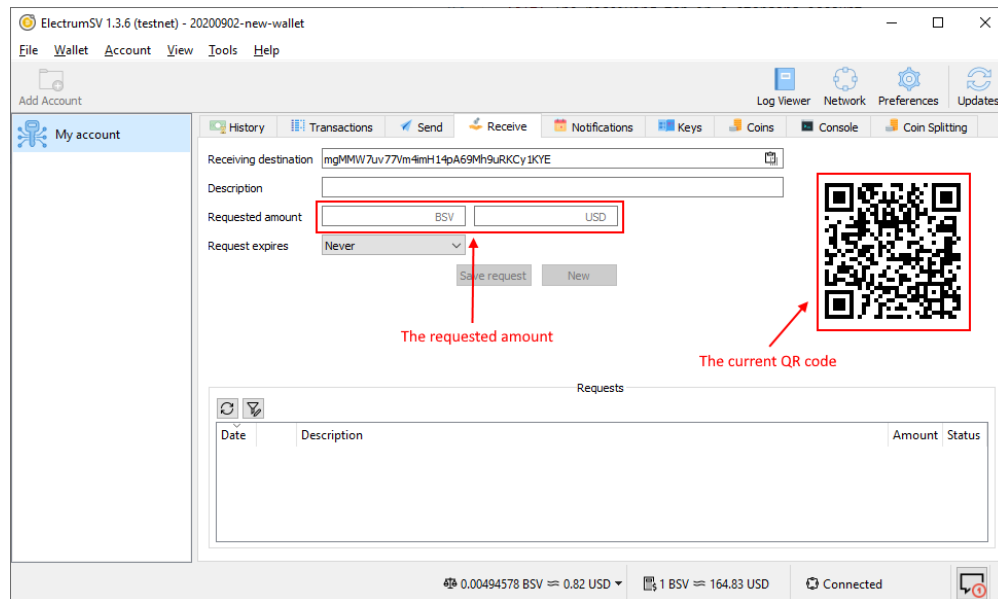 ElectrumSV 1.3.6 (testnet) - 20200902-new-wallet
File Wallet Account View Tools Help
Add Account
Log Viewer Network Preferences Updates
My account
History Transactions Send Receive Notifications Keys Coins Console Coin Splitting
Receiving destination mgMMW7uv77Vm4imH14pA69Mh9uRKCy1KYE
Description
Requested amount BSV USD
Request expires Never
Save request New
The requested amount
The current QR code
Requests
Date Description Amount Status
0.00494578 BSV ≈ 0.82 USD 1 BSV ≈ 164.83 USD Connected
1